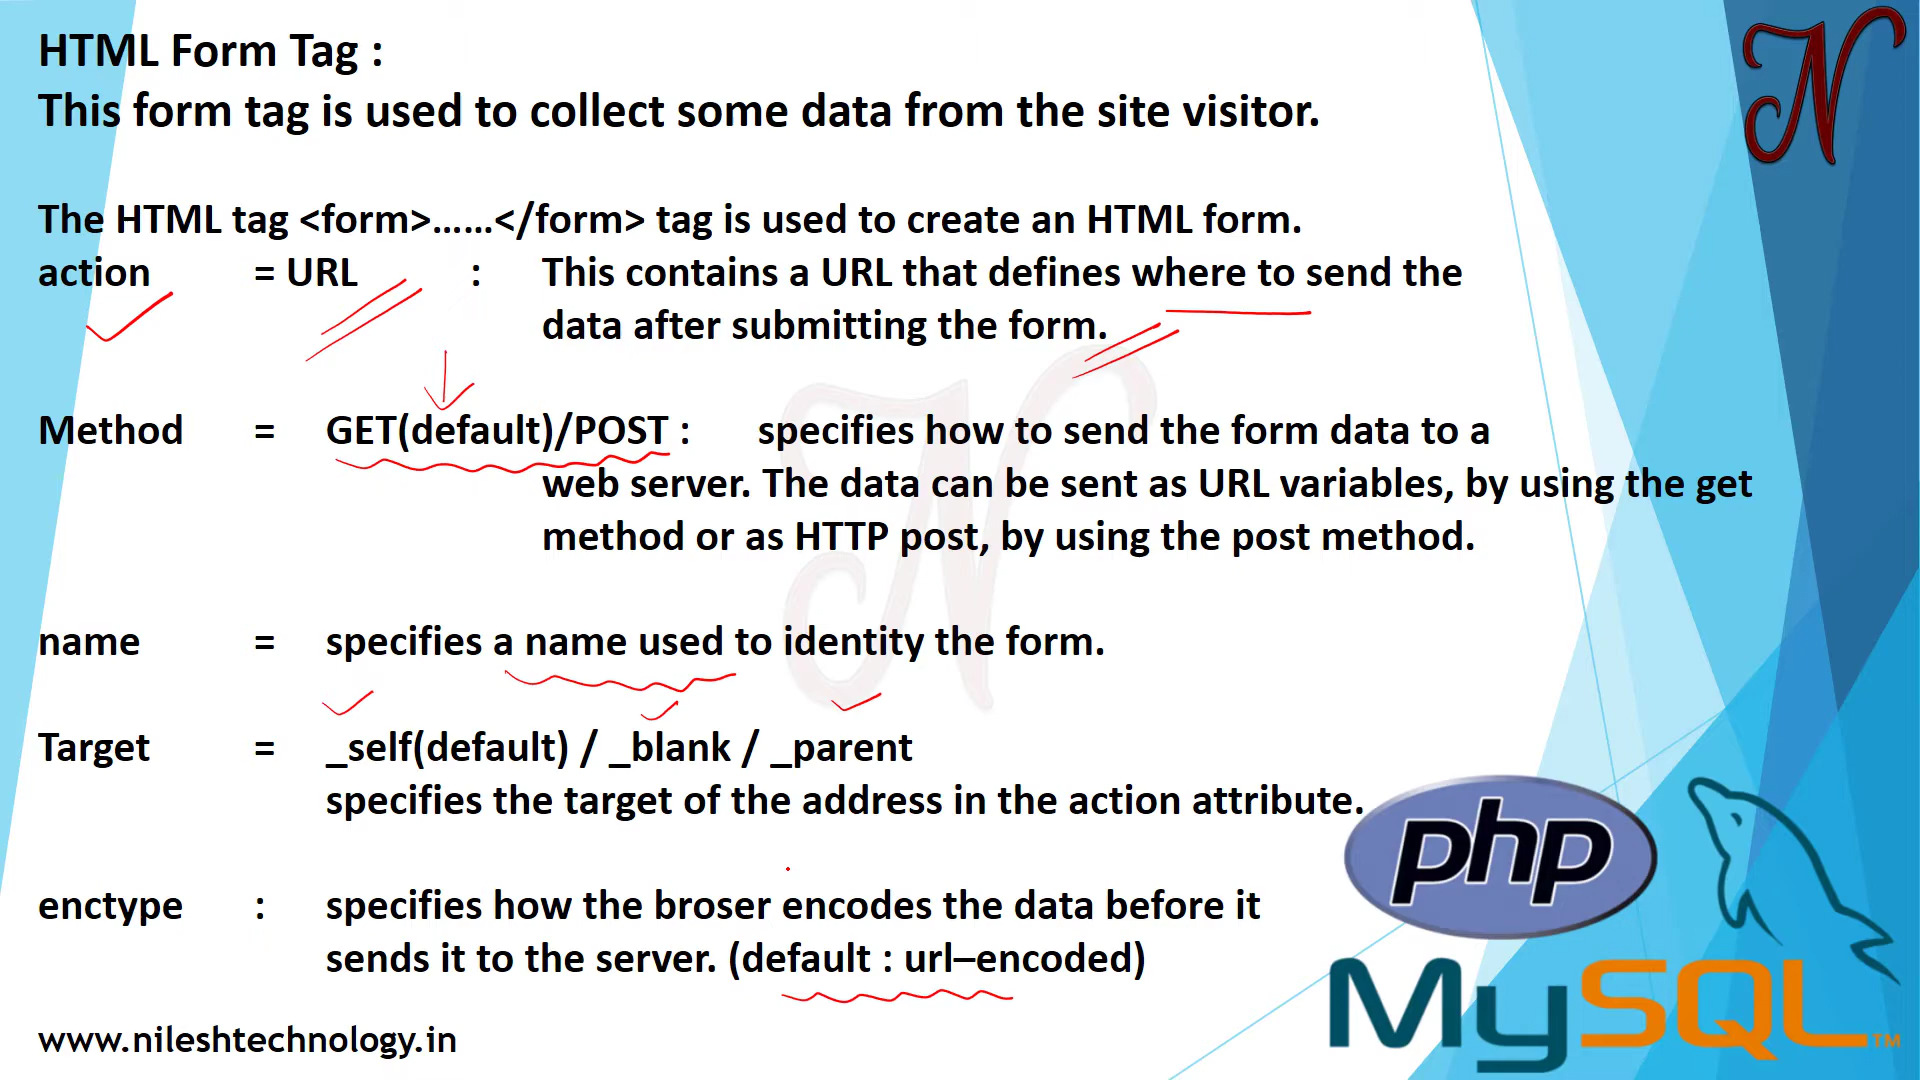 HTML Form Tag :
This form tag is used to collect some data from the site visitor.
The HTML tag <form>......</form> tag is used to create an HTML form.
action = URL : This contains a URL that defines where to send the
data after submitting the form.
Method = GET(default)/POST : specifies how to send the form data to a
web server. The data can be sent as URL variables, by using the get
method or as HTTP post, by using the post method.
name = specifies a name used to identity the form.
Target = _self(default) / _blank / _parent
specifies the target of the address in the action attribute.
enctype : specifies how the broser encodes the data before it
sends it to the server. (default : url–encoded)
www.nileshtechnology.in
N
php
MySQL™